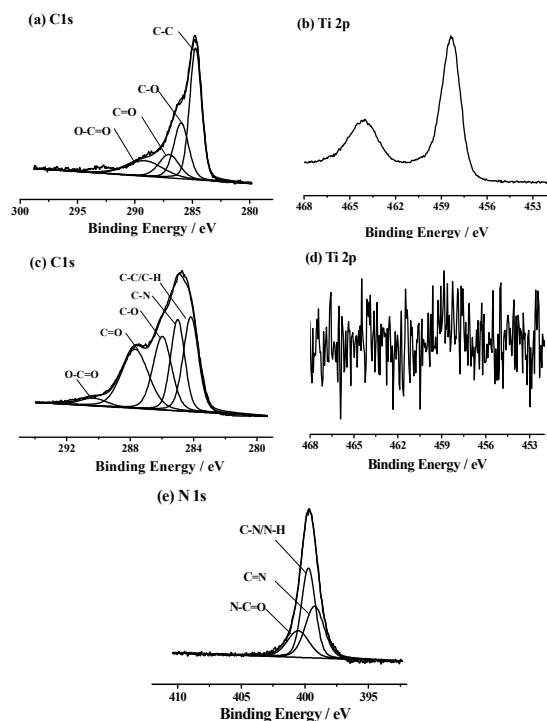 (a) C1s
C-C
C-O
C=O
O-C=O
300 295 290 285 280
Binding Energy / eV
(b) Ti 2p
468 465 462 459 456 453
Binding Energy / eV
(c) C1s
C-C/C-H
C-N
C-O
C=O
O-C=O
292 288 284 280
Binding Energy / eV
(d) Ti 2p
468 465 462 459 456 453
Binding Energy / eV
(e) N 1s
C-N/N-H
C=N
N-C=O
410 405 400 395
Binding Energy / eV